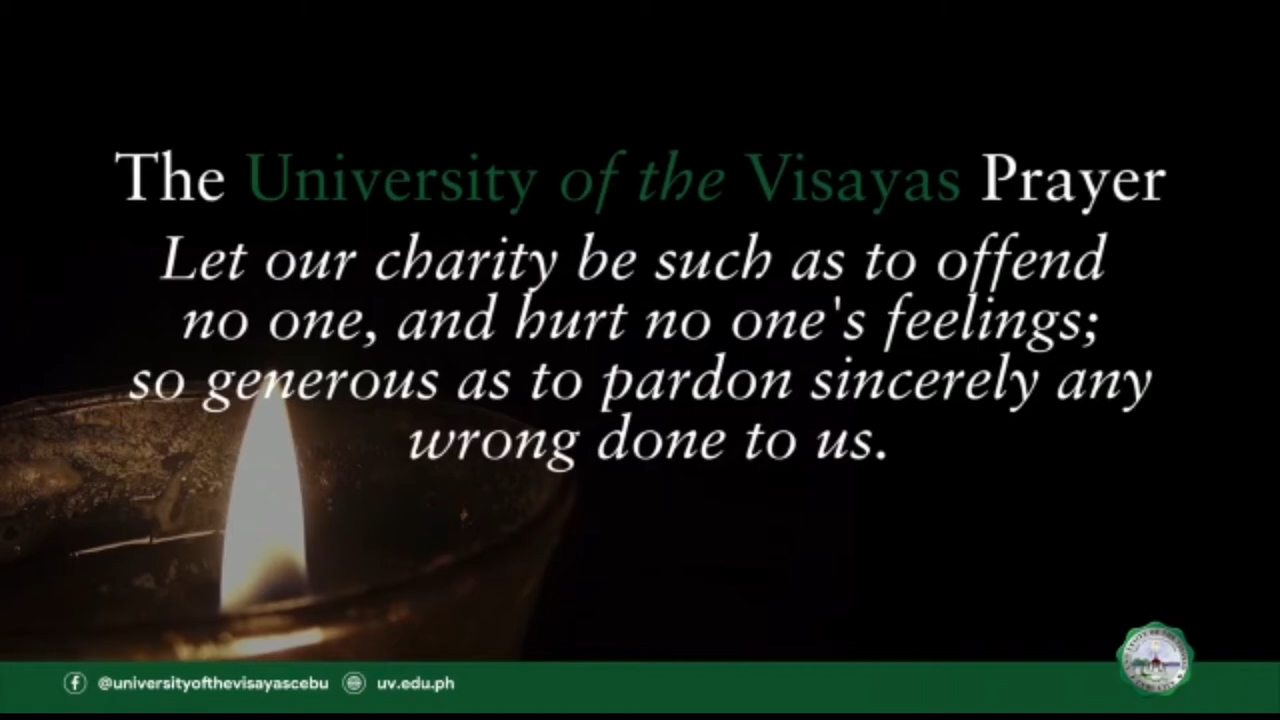 The University of the Visayas Prayer
Let our charity be such as to offend
no one, and hurt no one's feelings;
so generous as to pardon sincerely any
wrong done to us.
@universityofthevisayascebu uv.edu.ph